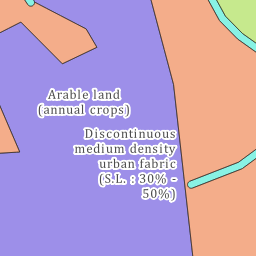 Arable land
(annual crops)
Discontinuous
medium density
urban fabric
(S.L. : 30% -
50%)